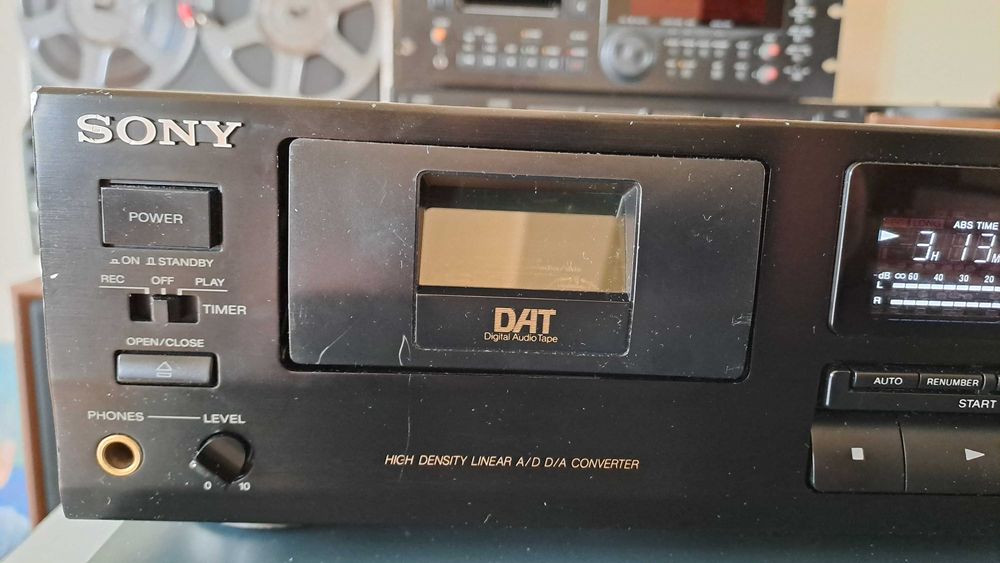 SONY
POWER
ON STANDBY
REC OFF PLAY
TIMER
OPEN/CLOSE
PHONES LEVEL
0 10
DAT
Digital Audio Tape
HIGH DENSITY LINEAR A/D D/A CONVERTER
ABS TIME
3H 13M
dB ∞ 60 40 30 20
L
R
AUTO RENUMBER
START